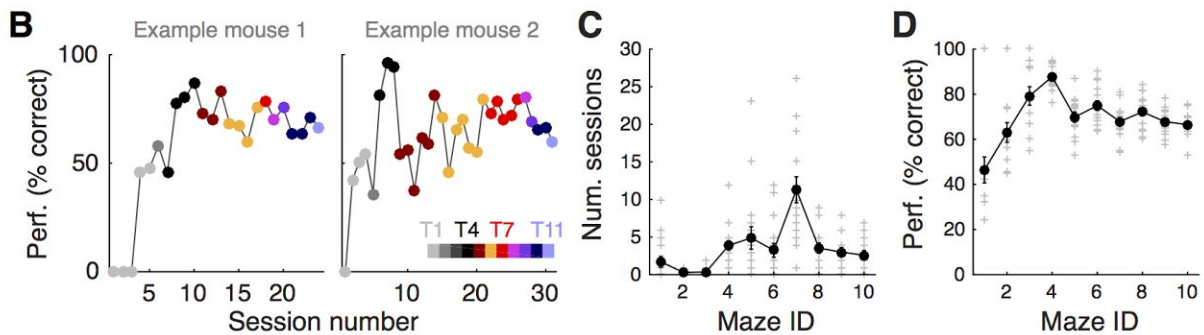 B
Example mouse 1
Example mouse 2
Perf. (% correct)
100
50
0
5
10
15
20
10
20
30
Session number
T1
T4
T7
T11
C
Num. sessions
30
25
20
15
10
5
0
2
4
6
8
10
Maze ID
D
Perf. (% correct)
100
80
60
40
20
0
2
4
6
8
10
Maze ID